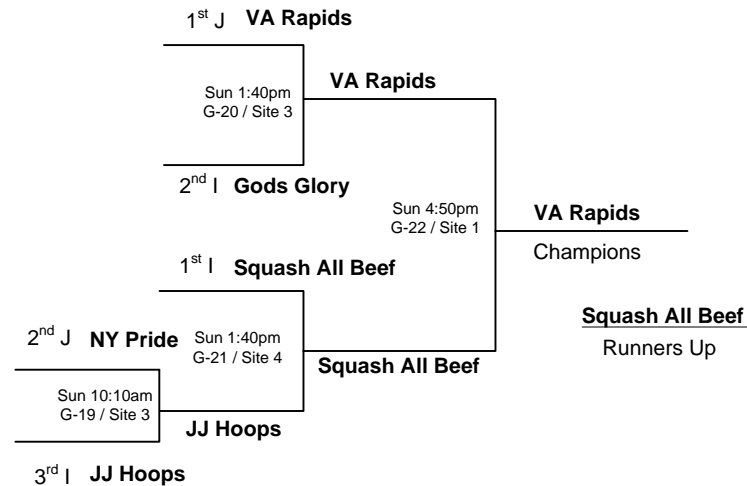 1st J VA Rapids
Sun 1:40pm
G-20 / Site 3
VA Rapids
2nd I Gods Glory
Sun 4:50pm
G-22 / Site 1
VA Rapids
Champions
1st I Squash All Beef
Squash All Beef
Runners Up
2nd J NY Pride
Sun 1:40pm
G-21 / Site 4
Squash All Beef
Sun 10:10am
G-19 / Site 3
JJ Hoops
3rd I JJ Hoops